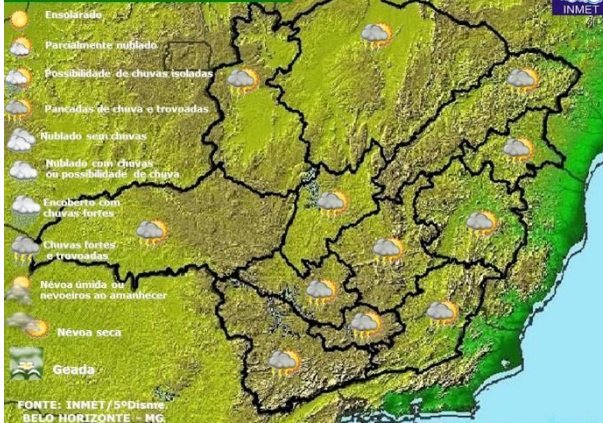 INMET
Ensolarado
Parcialmente nublado
Possibilidade de chuvas isoladas
Pancadas de chuva e trovoadas
Nublado sem chuvas
Nublado com chuvas
ou possibilidade de chuva
Encoberto com
chuvas fortes
Chuvas fortes
e trovoadas
Névoa úmida ou
nevoeiros ao amanhecer
Névoa seca
Geada
FONTE: INMET/5ºDisme
BELO HORIZONTE - MG